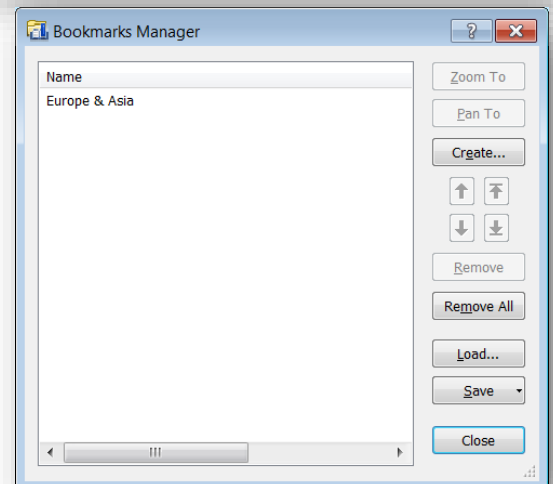 Bookmarks Manager
Name
Europe & Asia
Zoom To
Pan To
Create...
Remove
Remove All
Load...
Save
Close